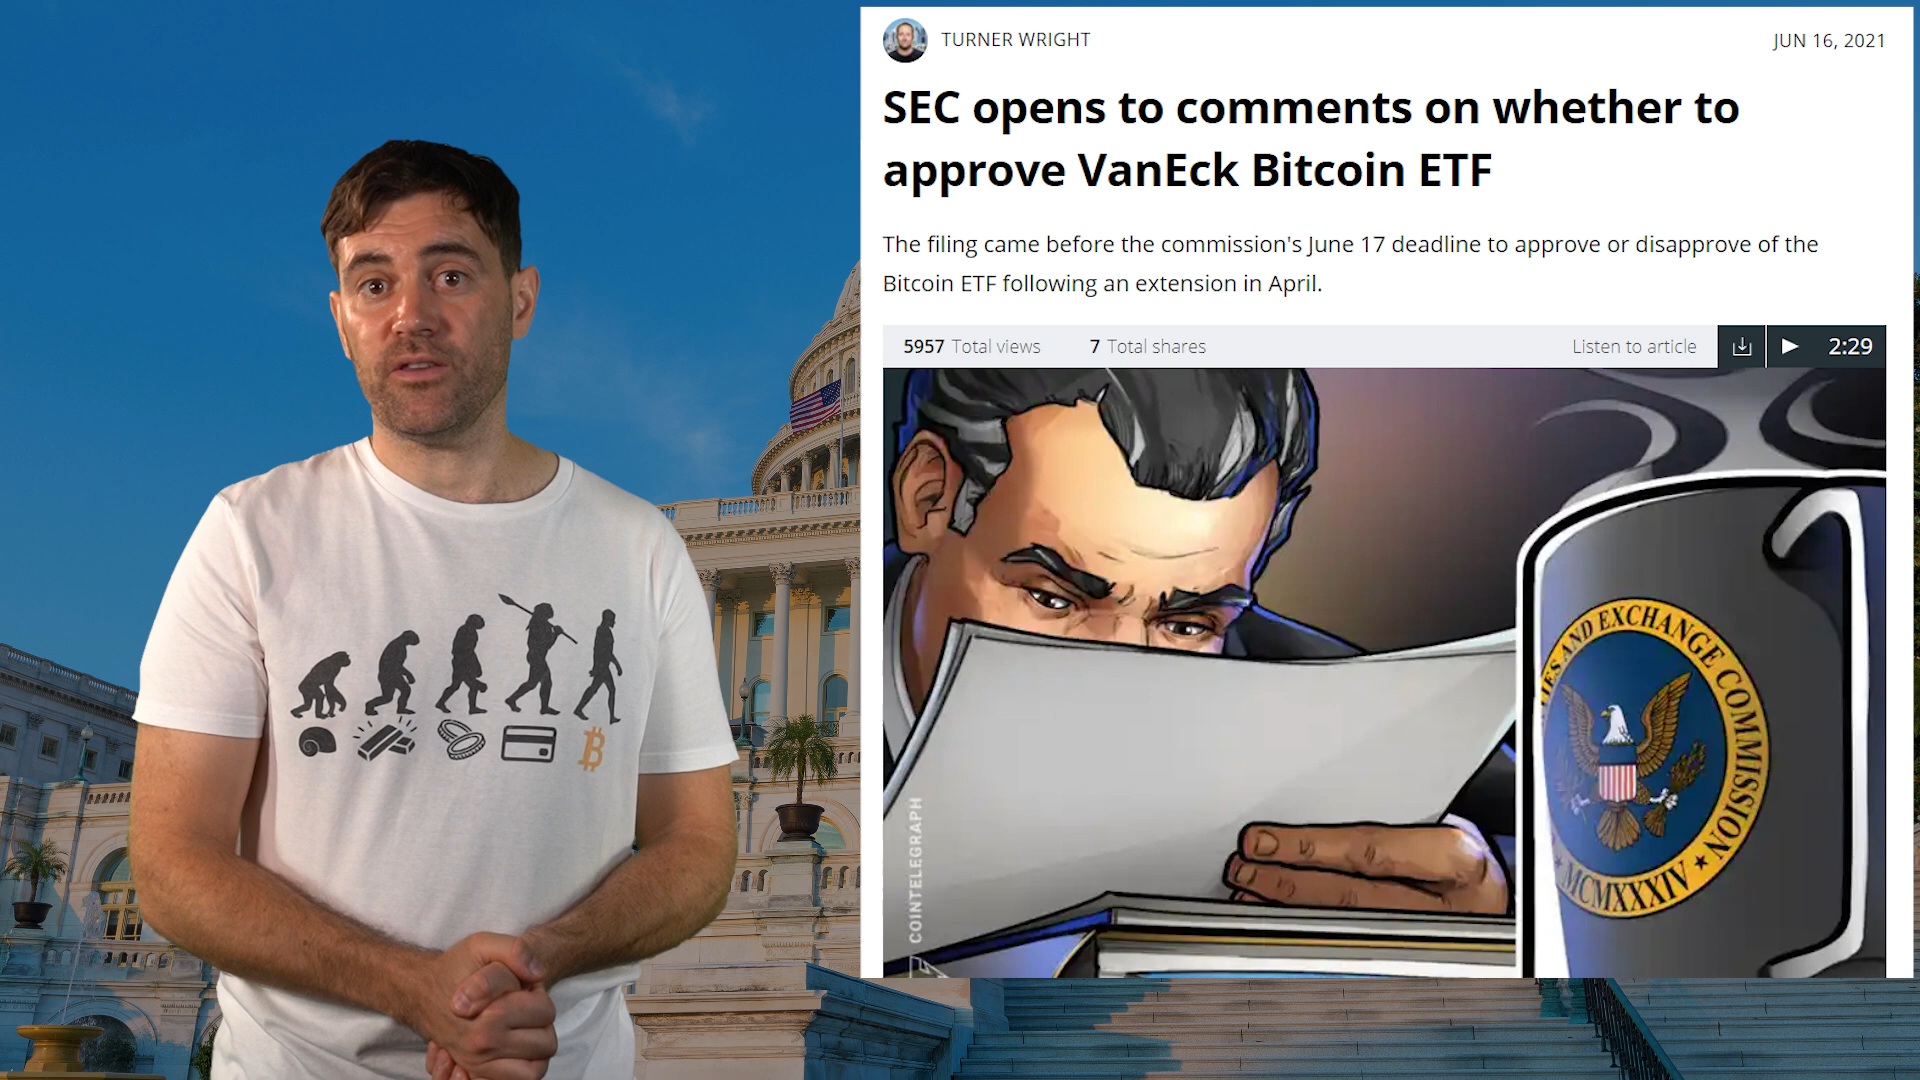 TURNER WRIGHT
JUN 16, 2021
SEC opens to comments on whether to
approve VanEck Bitcoin ETF
The filing came before the commission's June 17 deadline to approve or disapprove of the
Bitcoin ETF following an extension in April.
5957 Total views 7 Total shares Listen to article 2:29
COINTELEGRAPH
AND EXCHANGE COMMISSION
MCMXXXIV